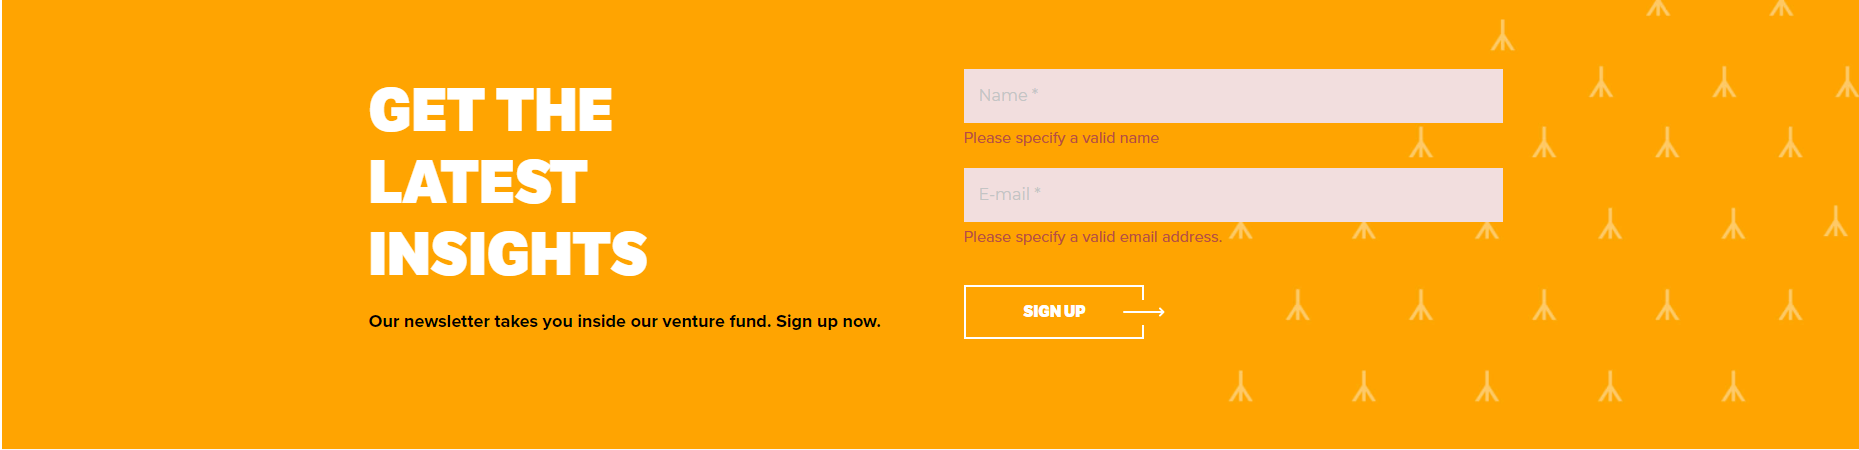 GET THE
LATEST
INSIGHTS
Our newsletter takes you inside our venture fund. Sign up now.
Name *
Please specify a valid name
E-mail *
Please specify a valid email address.
SIGN UP